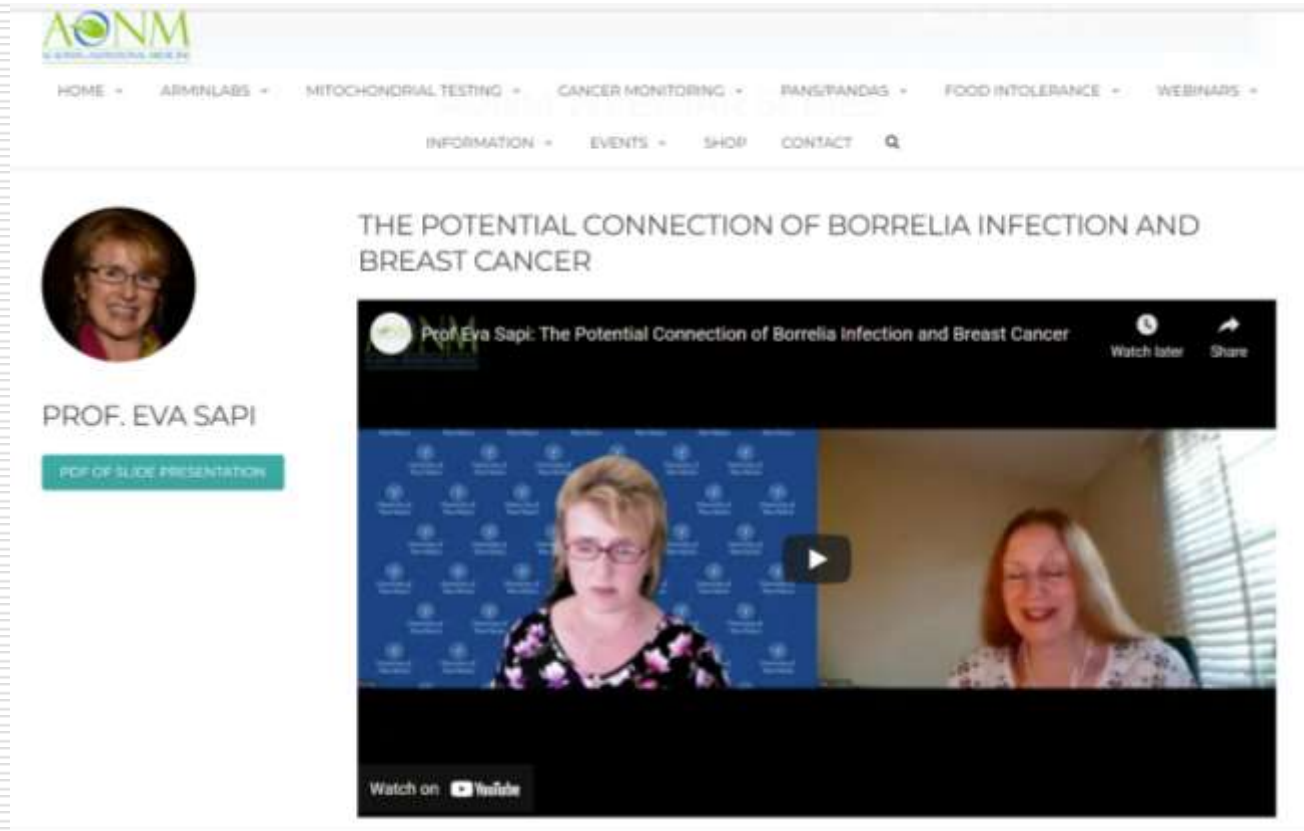 AONM
HOME ARMINLABS MITOCHONDRIAL TESTING CANCER MONITORING PANS/PANDAS FOOD INTOLERANCE WEBINARS
INFORMATION EVENTS SHOP CONTACT
THE POTENTIAL CONNECTION OF BORRELIA INFECTION AND
BREAST CANCER
Prof. Eva Sapi: The Potential Connection of Borrelia Infection and Breast Cancer
Watch later Share
PROF. EVA SAPI
PDF OF SLIDE PRESENTATION
Watch on YouTube